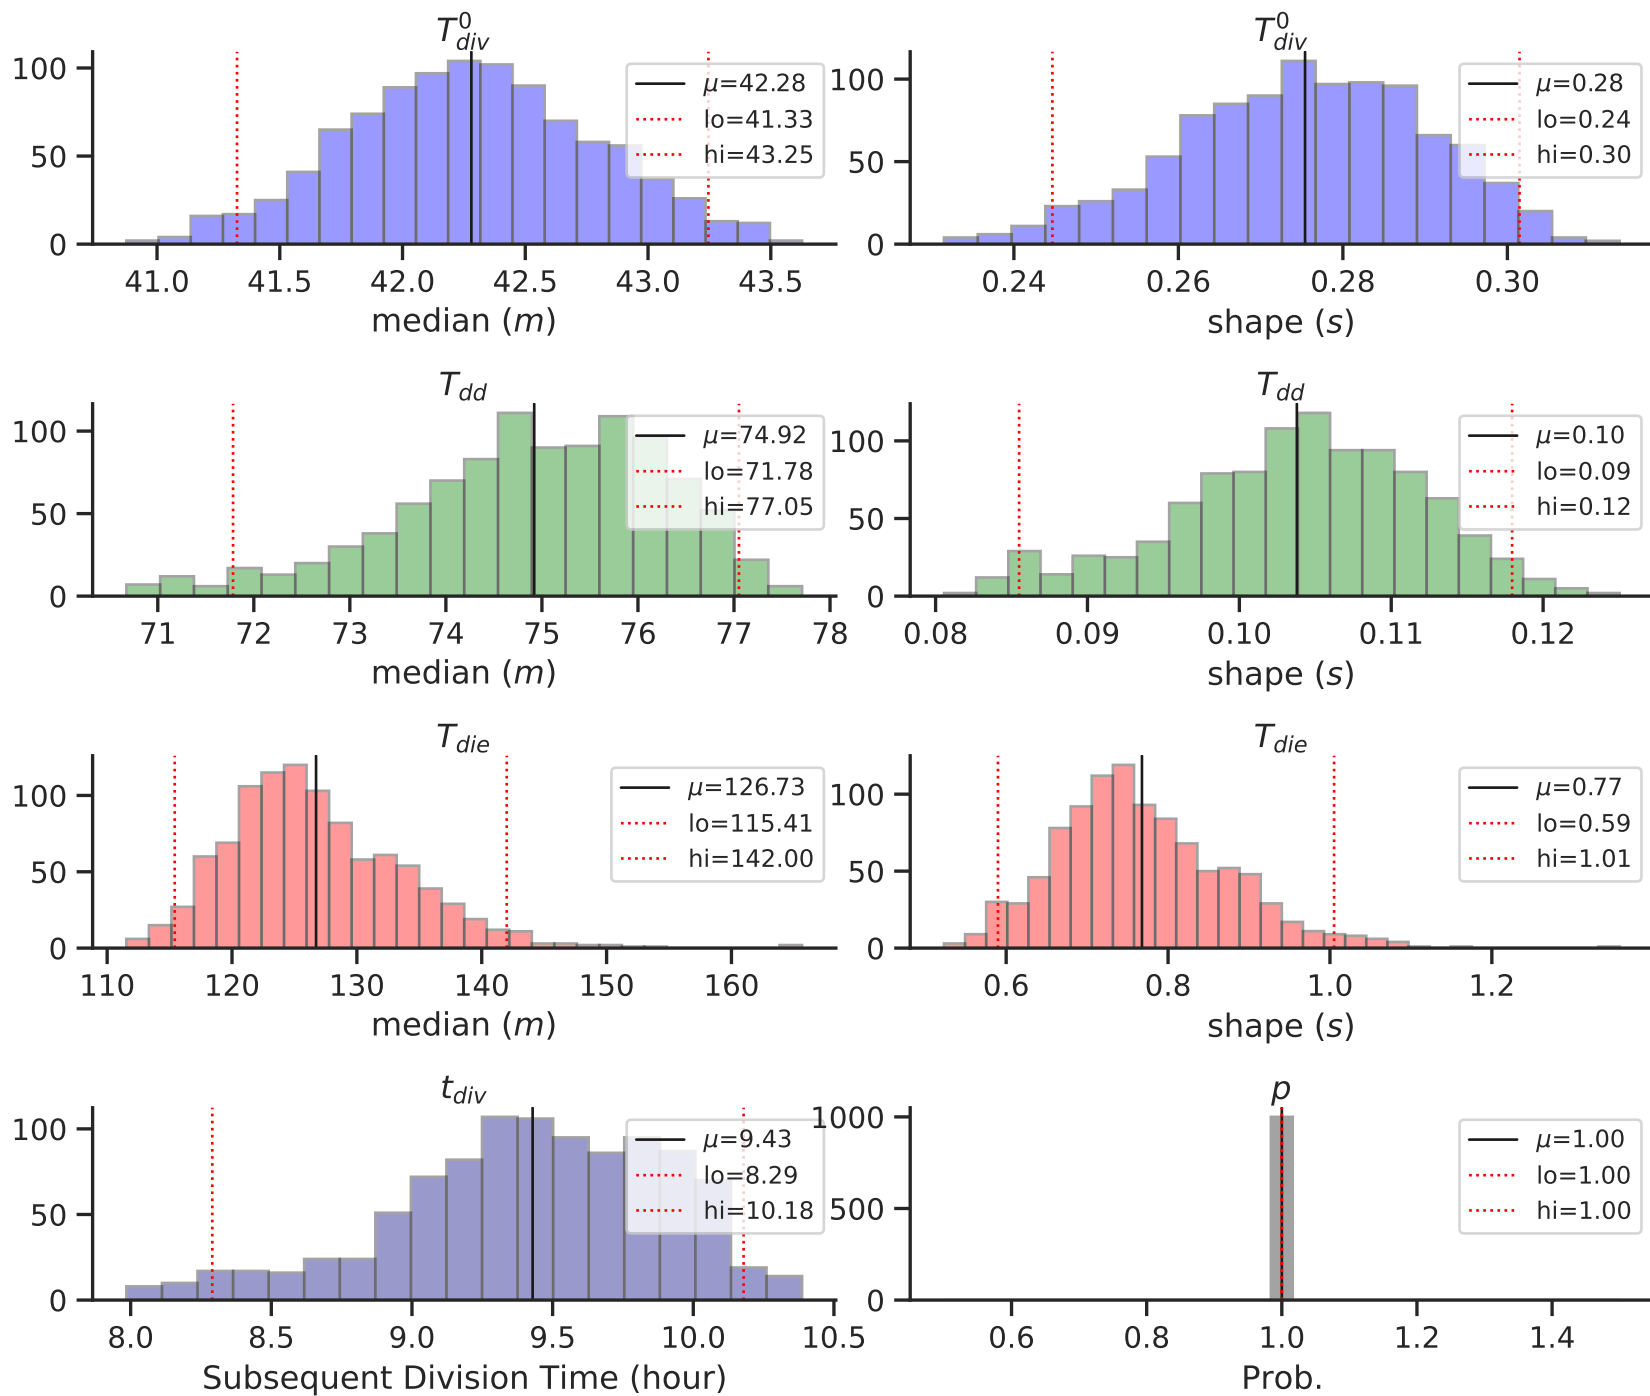 T⁰div
100
50
0
μ=42.28
lo=41.33
hi=43.25
41.0 41.5 42.0 42.5 43.0 43.5
median (m)
T⁰div
100
50
0
μ=0.28
lo=0.24
hi=0.30
0.24 0.26 0.28 0.30
shape (s)
Tdd
100
50
0
μ=74.92
lo=71.78
hi=77.05
71 72 73 74 75 76 77 78
median (m)
Tdd
100
50
0
μ=0.10
lo=0.09
hi=0.12
0.08 0.09 0.10 0.11 0.12
shape (s)
Tdie
100
50
0
μ=126.73
lo=115.41
hi=142.00
110 120 130 140 150 160
median (m)
Tdie
100
50
0
μ=0.77
lo=0.59
hi=1.01
0.6 0.8 1.0 1.2
shape (s)
tdiv
100
50
0
μ=9.43
lo=8.29
hi=10.18
8.0 8.5 9.0 9.5 10.0 10.5
Subsequent Division Time (hour)
p
1000
500
0
μ=1.00
lo=1.00
hi=1.00
0.6 0.8 1.0 1.2 1.4
Prob.